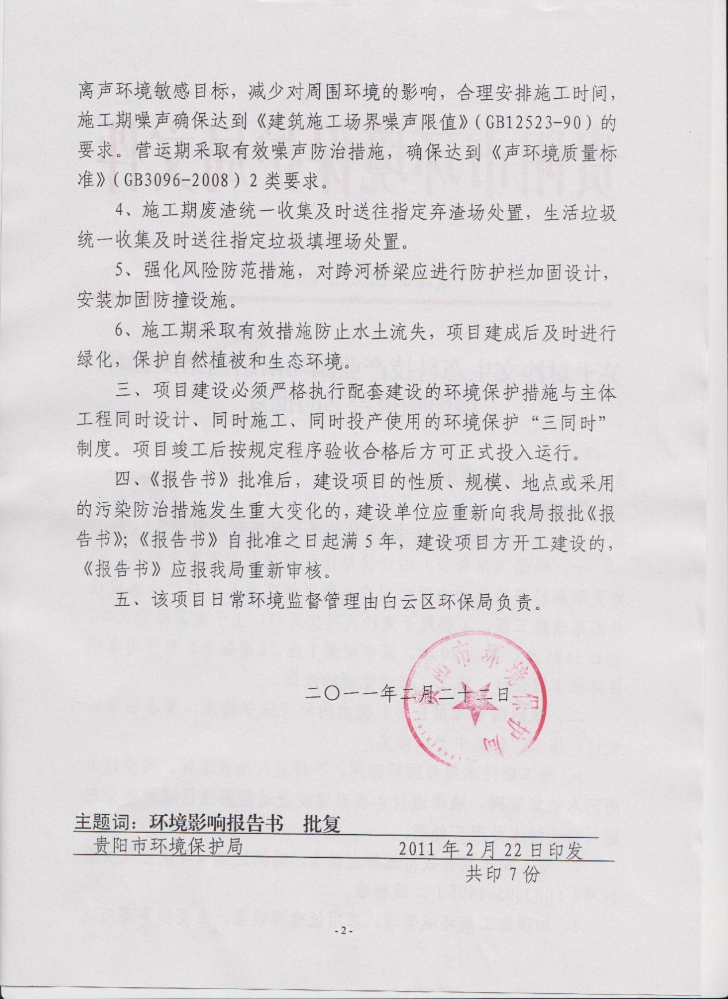 离声环境敏感目标，减少对周围环境的影响，合理安排施工时间，
施工期噪声确保达到《建筑施工场界噪声限值》（GB12523-90）的
要求。营运期采取有效噪声防治措施，确保达到《声环境质量标
准》（GB3096-2008）2 类要求。
4、施工期废渣统一收集及时送往指定弃渣场处置，生活垃圾
统一收集及时送往指定垃圾填埋场处置。
5、强化风险防范措施，对跨河桥梁应进行防护栏加固设计，
安装加固防撞设施。
6、施工期采取有效措施防止水土流失，项目建成后及时进行
绿化，保护自然植被和生态环境。
三、项目建设必须严格执行配套建设的环境保护措施与主体
工程同时设计、同时施工、同时投产使用的环境保护“三同时”
制度。项目竣工后按规定程序验收合格后方可正式投入运行。
四、《报告书》批准后，建设项目的性质、规模、地点或采用
的污染防治措施发生重大变化的，建设单位应重新向我局报批《报
告书》；《报告书》自批准之日起满 5 年，建设项目方开工建设的，
《报告书》应报我局重新审核。
五、该项目日常环境监督管理由白云区环保局负责。
贵阳市环境保护局
二〇一一年二月二十二日
主题词：环境影响报告书 批复
贵阳市环境保护局 2011 年 2 月 22 日印发
共印 7 份
- 2 -